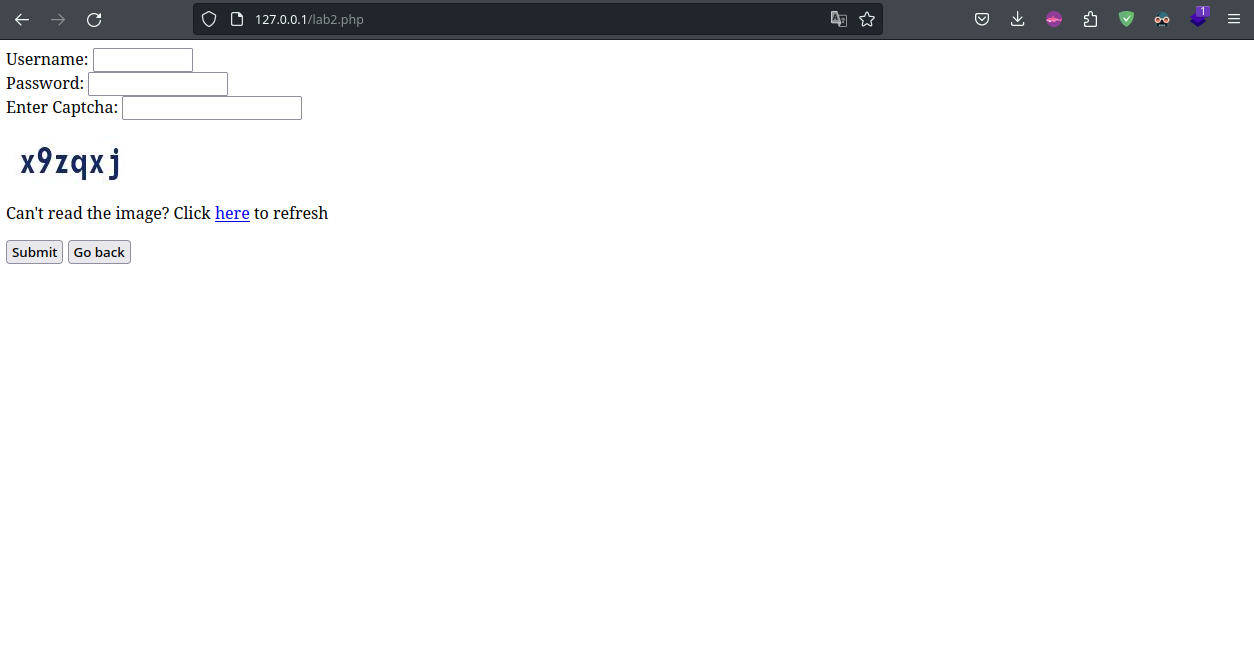 127.0.0.1/lab2.php
1
Username:
Password:
Enter Captcha:
x9zqxj
Can't read the image? Click here to refresh
Submit Go back